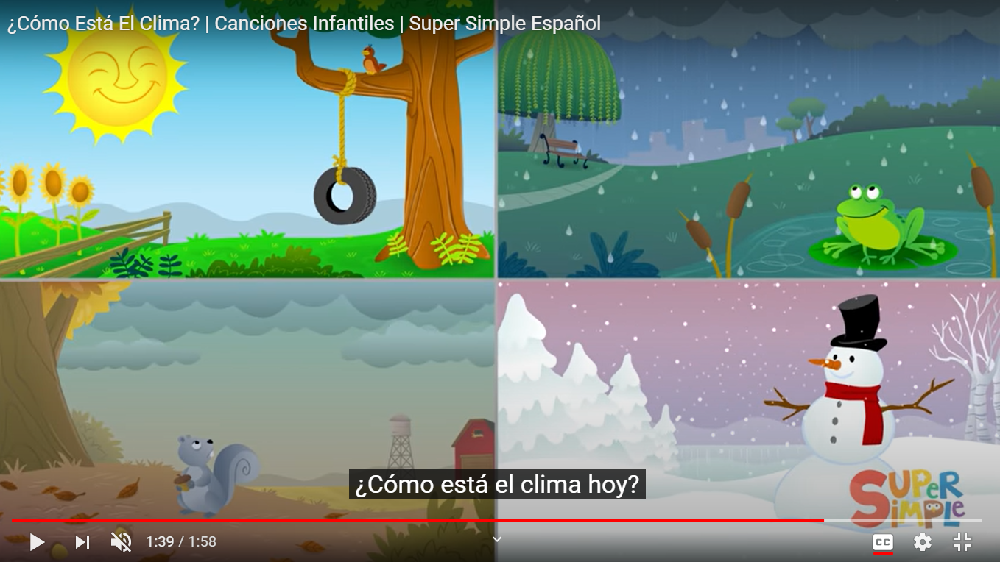 ¿Cómo Está El Clima? | Canciones Infantiles | Super Simple Español
¿Cómo está el clima hoy?
SUPeR
SiMPLE
1:39 / 1:58
CC